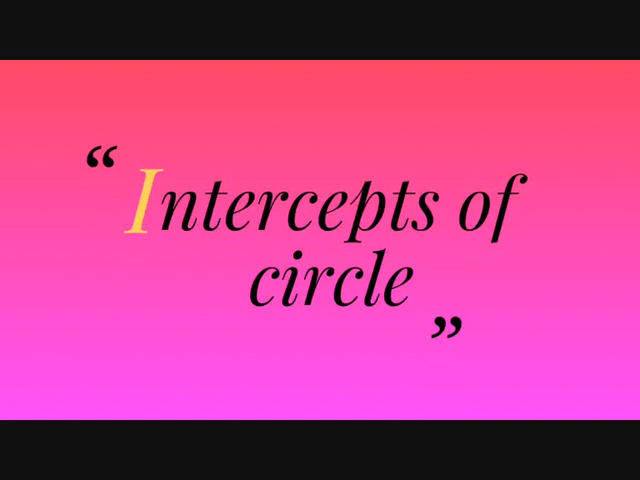 “ Intercepts of
circle ”